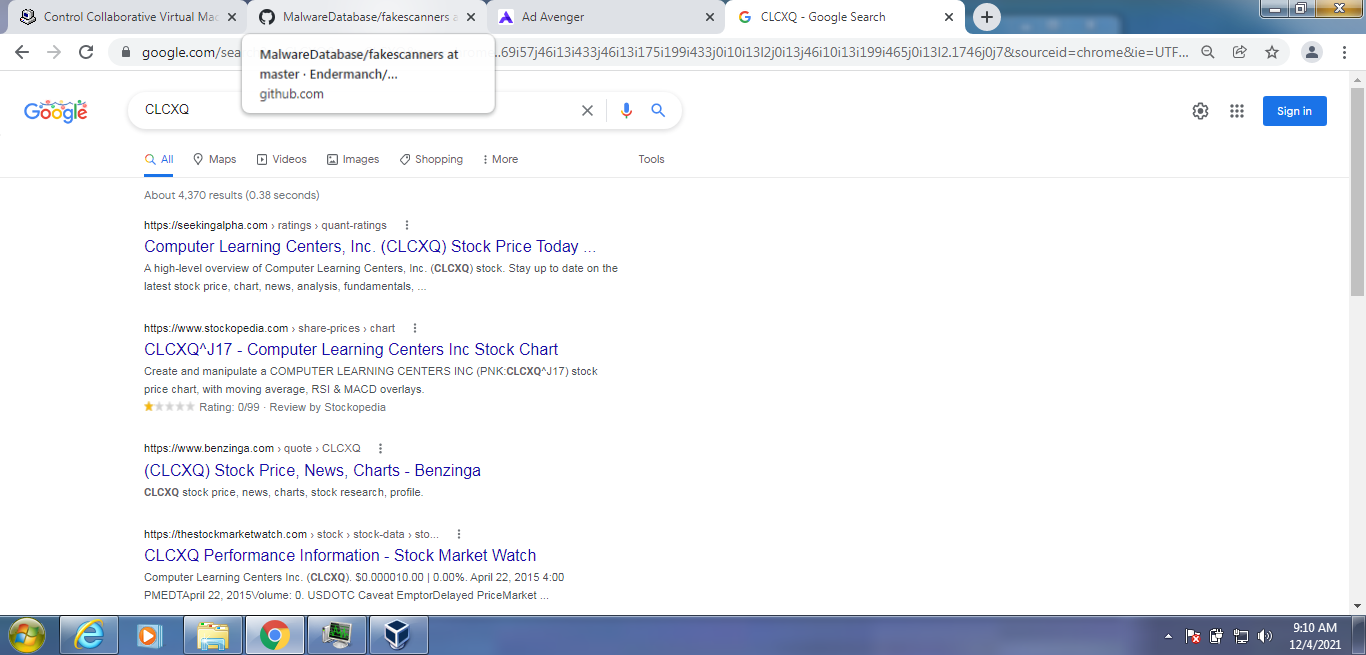 Control Collaborative Virtual Mac
MalwareDatabase/fakescanners a
Ad Avenger
CLCXQ - Google Search
google.com/sea
..69i57j46i13i433j46i13i175i199i433j0i10i13l2j0i13j46i10i13i199i465j0i13l2.1746j0j7&sourceid=chrome&ie=UTF...
MalwareDatabase/fakescanners at
master · Endermanch/...
github.com
Google
CLCXQ
Sign in
All
Maps
Videos
Images
Shopping
More
Tools
About 4,370 results (0.38 seconds)
https://seekingalpha.com › ratings › quant-ratings
Computer Learning Centers, Inc. (CLCXQ) Stock Price Today ...
A high-level overview of Computer Learning Centers, Inc. (CLCXQ) stock. Stay up to date on the
latest stock price, chart, news, analysis, fundamentals, ...
https://www.stockopedia.com › share-prices › chart
CLCXQ^J17 - Computer Learning Centers Inc Stock Chart
Create and manipulate a COMPUTER LEARNING CENTERS INC (PNK:CLCXQ^J17) stock
price chart, with moving average, RSI & MACD overlays.
Rating: 0/99 · Review by Stockopedia
https://www.benzinga.com › quote › CLCXQ
(CLCXQ) Stock Price, News, Charts - Benzinga
CLCXQ stock price, news, charts, stock research, profile.
https://thestockmarketwatch.com › stock › stock-data › sto...
CLCXQ Performance Information - Stock Market Watch
Computer Learning Centers Inc. (CLCXQ). $0.000010.00 | 0.00%. April 22, 2015 4:00
PMEDTApril 22, 2015Volume: 0. USDOTC Caveat EmptorDelayed PriceMarket ...
9:10 AM
12/4/2021